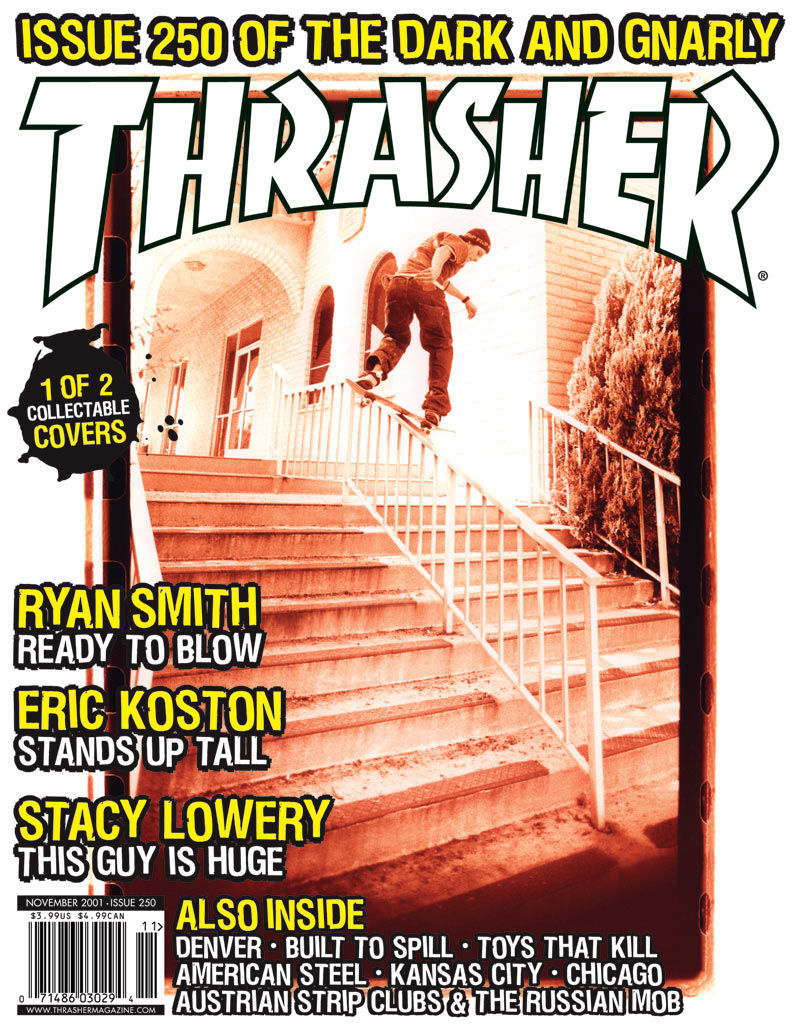 ISSUE 250 OF THE DARK AND GNARLY
THRASHER
®
1 OF 2
COLLECTABLE
COVERS
RYAN SMITH
READY TO BLOW
ERIC KOSTON
STANDS UP TALL
STACY LOWERY
THIS GUY IS HUGE
NOVEMBER 2001 · ISSUE 250
$3.99US $4.99CAN
11>
0 71486 03029 4
WWW.THRASHERMAGAZINE.COM
ALSO INSIDE
DENVER · BUILT TO SPILL · TOYS THAT KILL
AMERICAN STEEL · KANSAS CITY · CHICAGO
AUSTRIAN STRIP CLUBS & THE RUSSIAN MOB